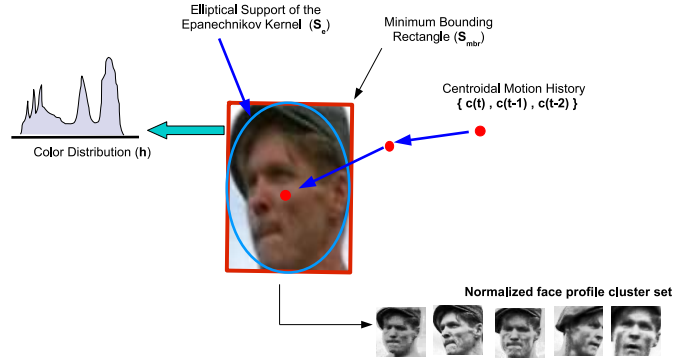 Elliptical Support of the
Epanechnikov Kernel (Se)
Minimum Bounding
Rectangle (Smbr)
Centroidal Motion History
{ c(t) , c(t-1) , c(t-2) }
Color Distribution (h)
Normalized face profile cluster set